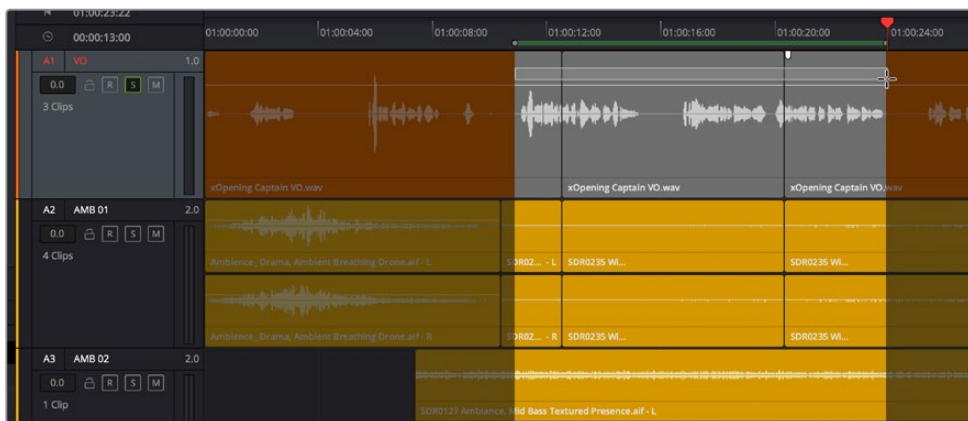 01:00:23:22
00:00:13:00
01:00:00:00 01:00:04:00 01:00:08:00 01:00:12:00 01:00:16:00 01:00:20:00 01:00:24:00
A1 VO 1.0
0.0 R S M
3 Clips
xOpening Captain VO.wav xOpening Captain VO.wav xOpening Captain VO.wav
A2 AMB 01 2.0
0.0 R S M
4 Clips
Ambience_ Drama, Ambient Breathing Drone.aif - L SDR02... - L SDR0235 Wi... SDR0235 Wi...
Ambience_ Drama, Ambient Breathing Drone.aif - R SDR02... - R SDR0235 Wi... SDR0235 Wi...
A3 AMB 02 2.0
0.0 R S M
1 Clip
SDR0127 Ambiance, Mid Bass Textured Presence.aif - L